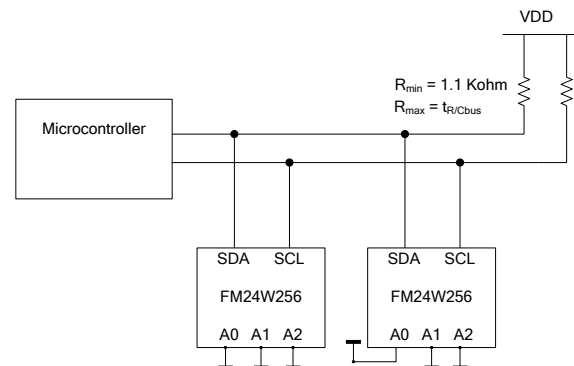 VDD
Rmin = 1.1 Kohm
Rmax = tR/Cbus
Microcontroller
SDA SCL
FM24W256
A0 A1 A2
SDA SCL
FM24W256
A0 A1 A2